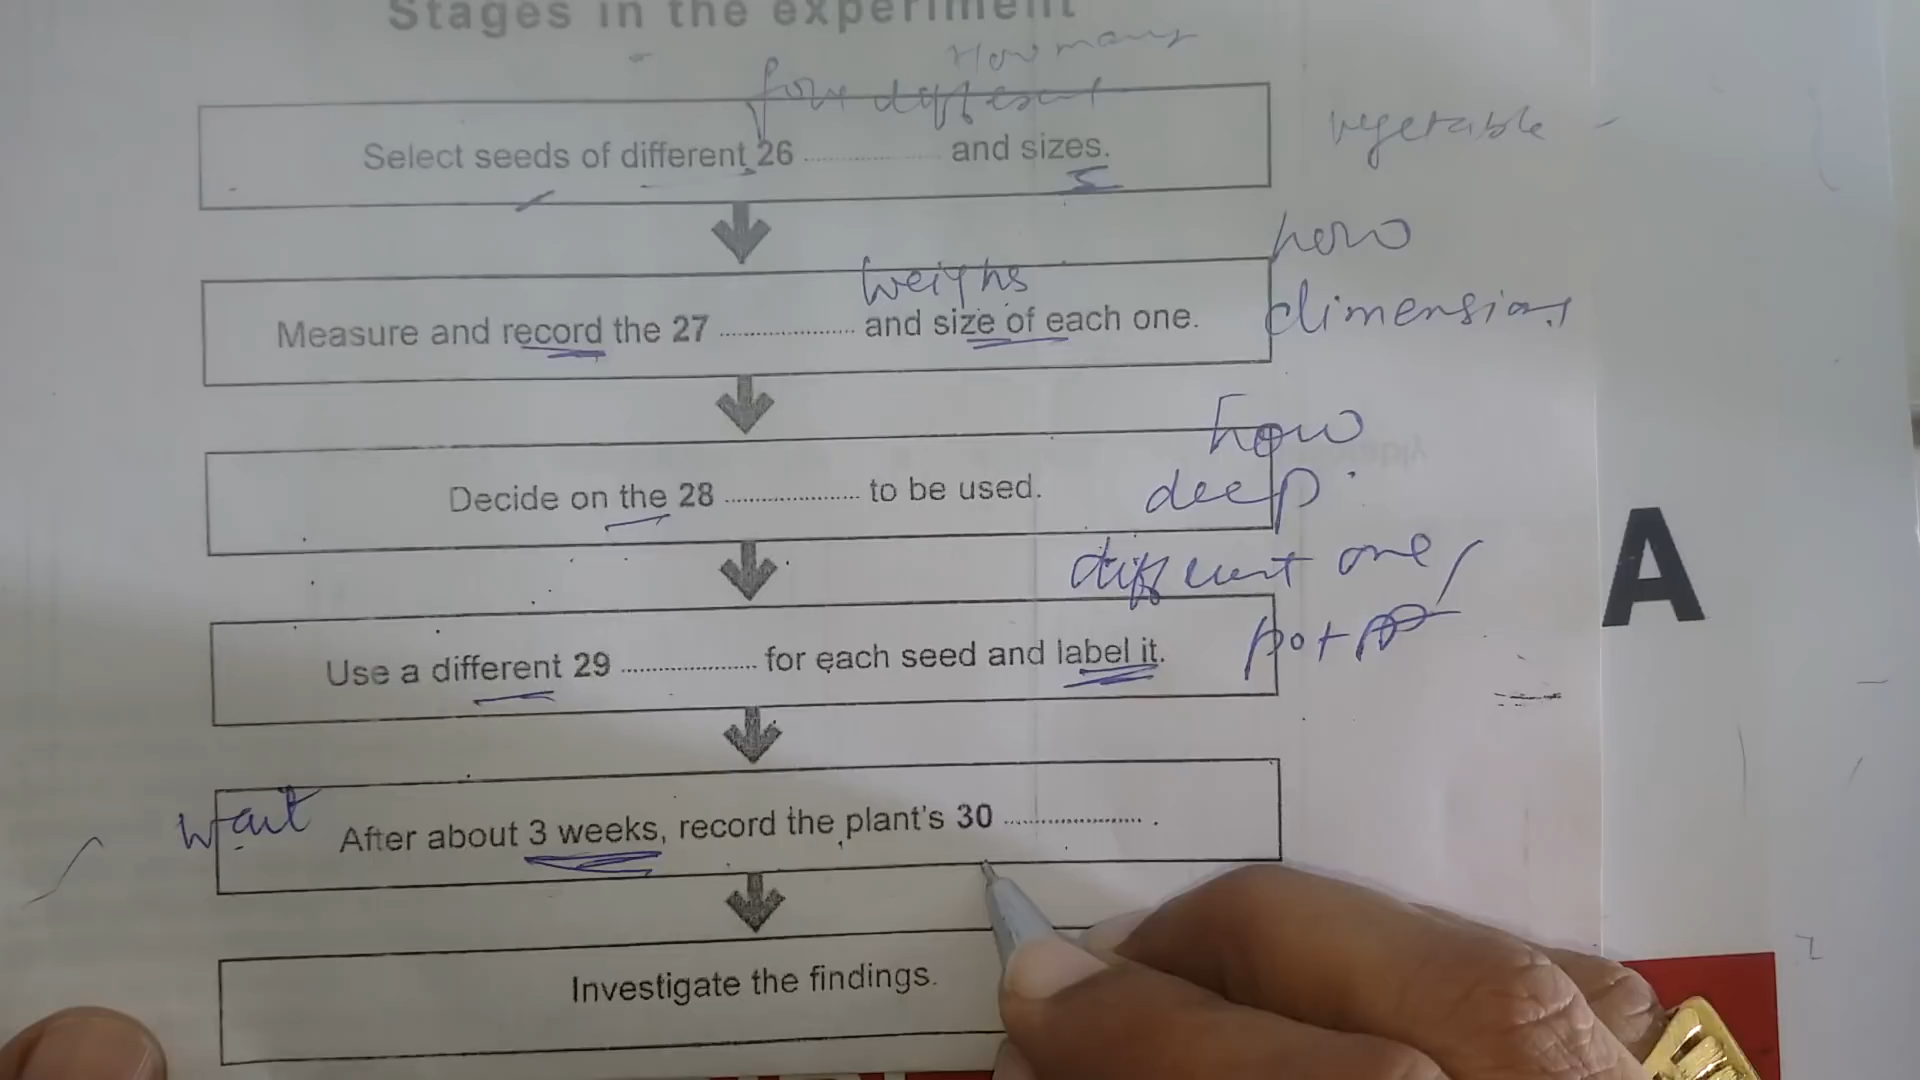 Stages in the experiment
How many
four different
Select seeds of different 26 .................... and sizes.
vegetable -
how
weighs
dimensions
Measure and record the 27 .................... and size of each one.
how
deep
Decide on the 28 .................... to be used.
different one
pot
Use a different 29 .................... for each seed and label it.
A
wait
After about 3 weeks, record the plant's 30 .................... .
Investigate the findings.